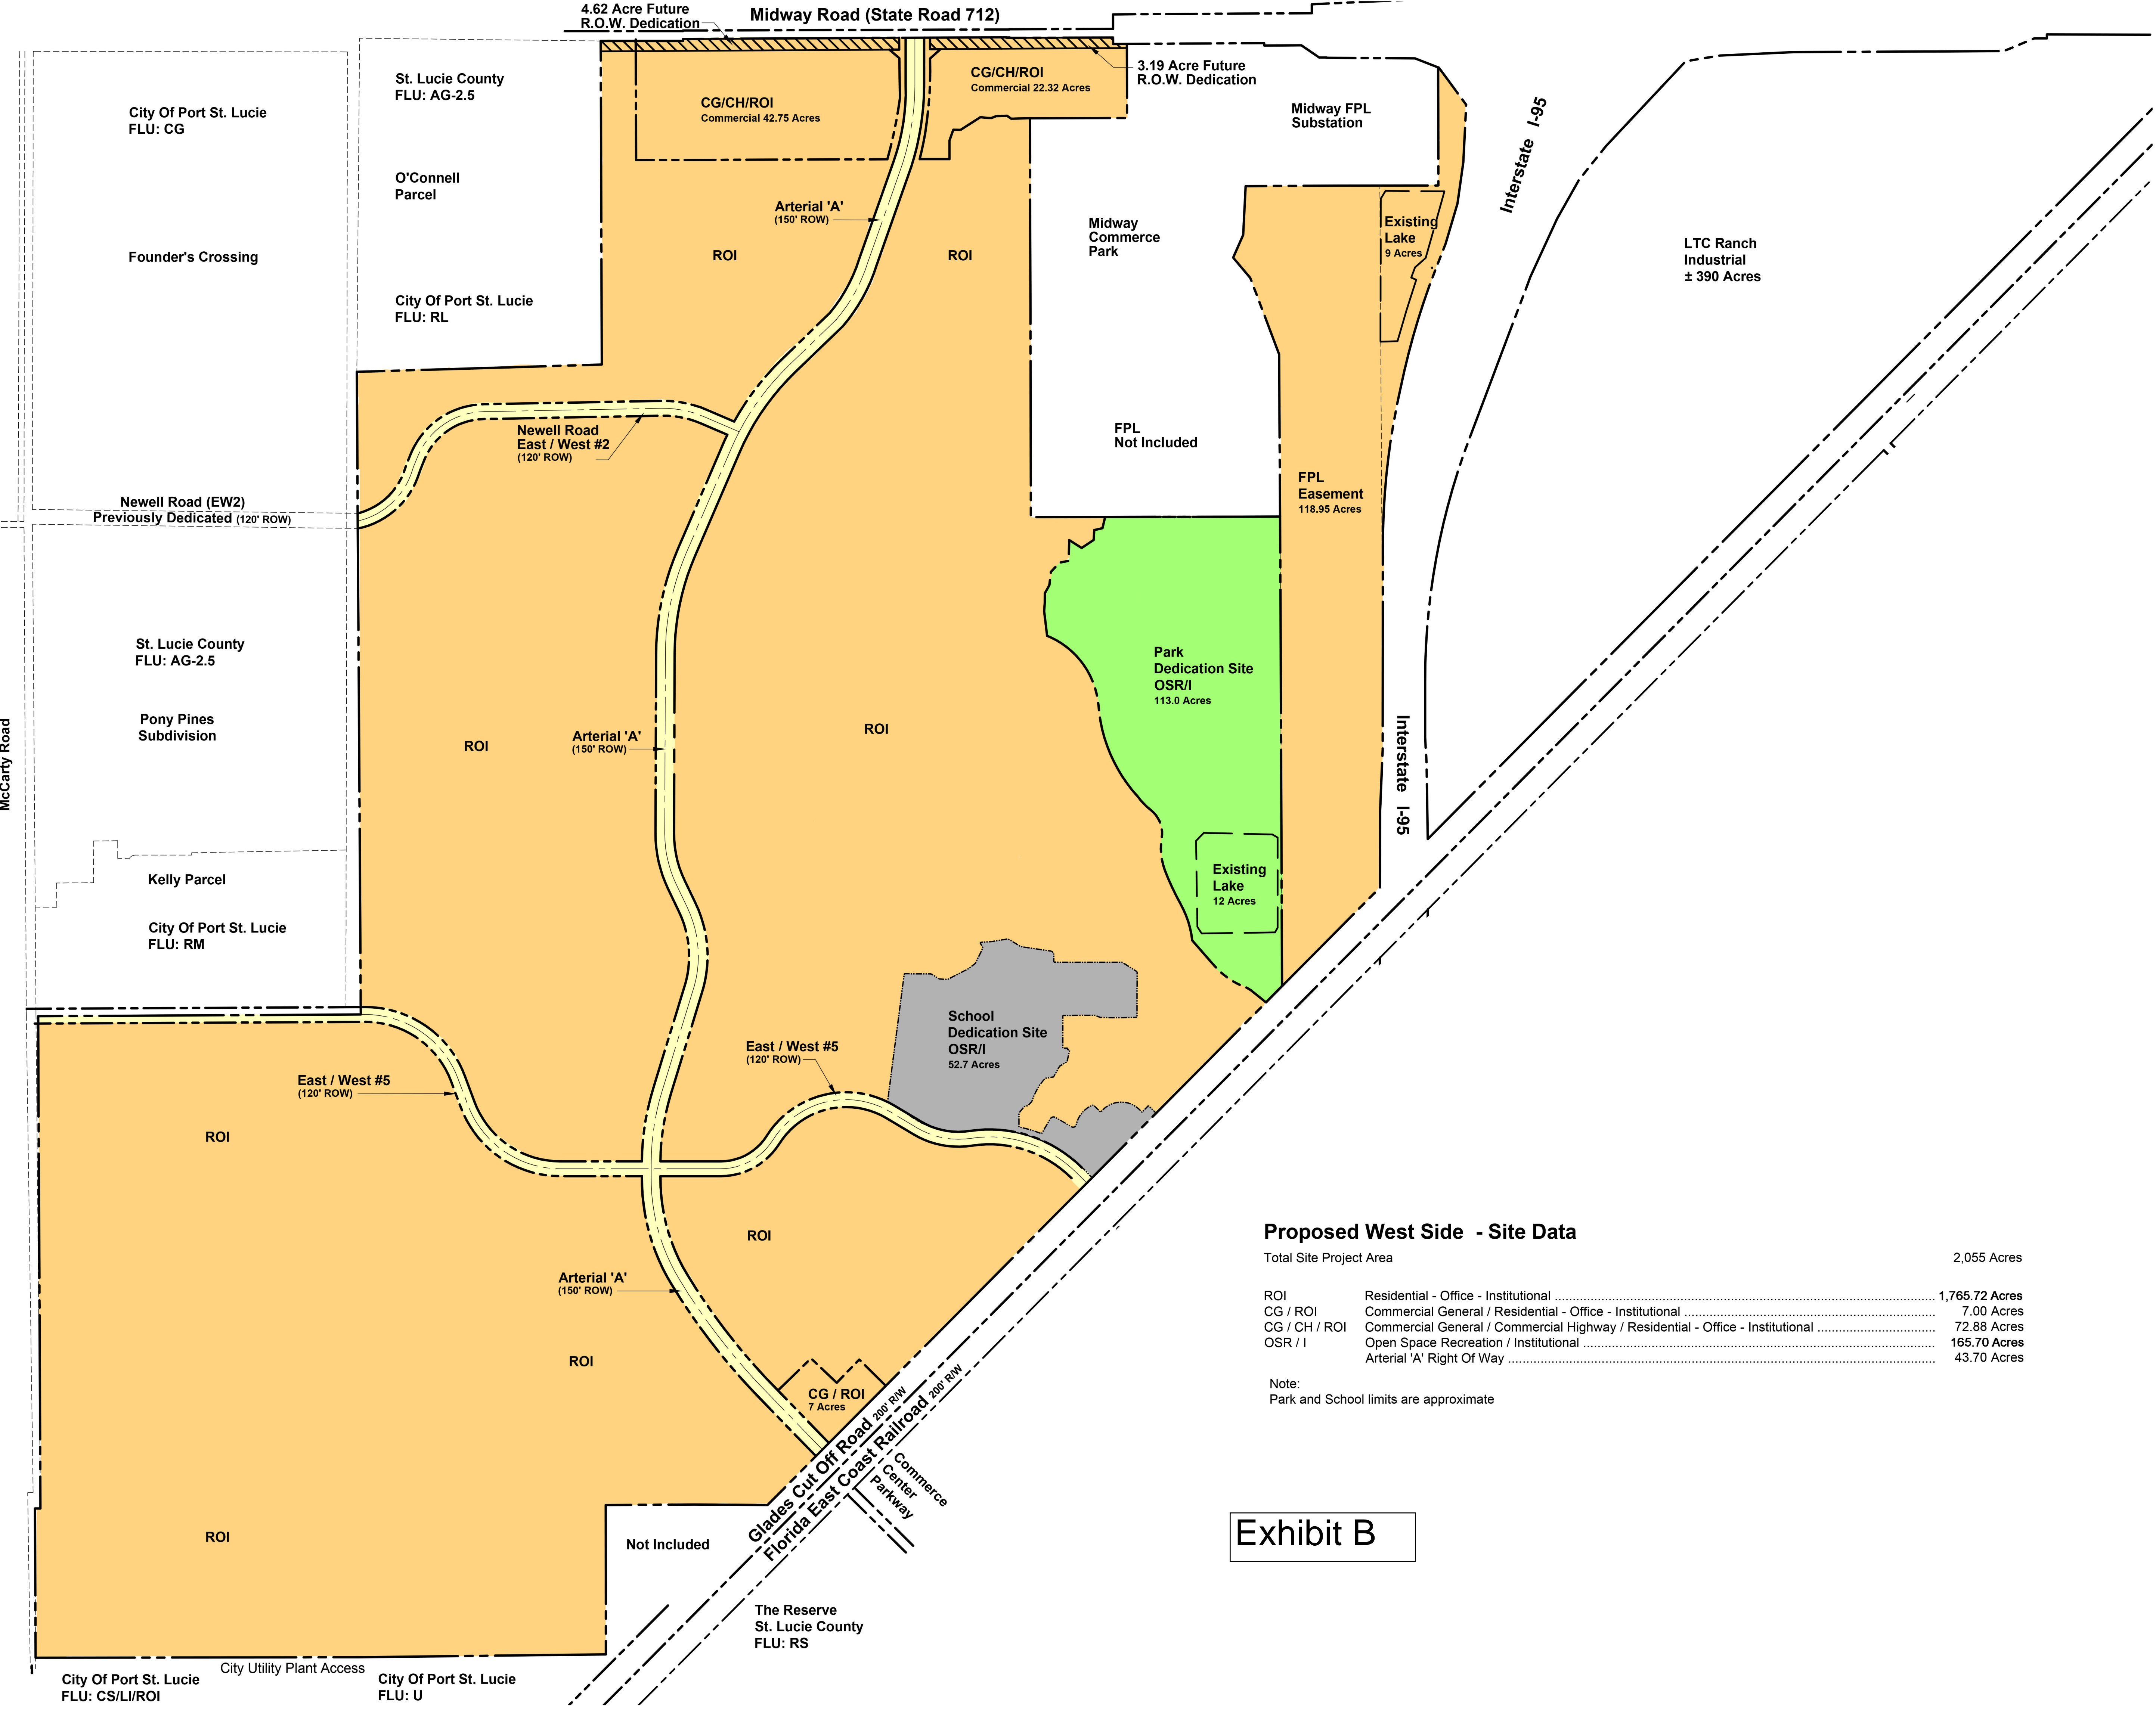 4.62 Acre Future
R.O.W. Dedication
Midway Road (State Road 712)
3.19 Acre Future
R.O.W. Dedication
St. Lucie County
FLU: AG-2.5
City Of Port St. Lucie
FLU: CG
CG/CH/ROI
Commercial 42.75 Acres
CG/CH/ROI
Commercial 22.32 Acres
Midway FPL
Substation
Interstate I-95
O'Connell
Parcel
Arterial 'A'
(150' ROW)
Midway
Commerce
Park
Existing
Lake
9 Acres
LTC Ranch
Industrial
± 390 Acres
Founder's Crossing
ROI
ROI
City Of Port St. Lucie
FLU: RL
Newell Road
East / West #2
(120' ROW)
FPL
Not Included
FPL
Easement
118.95 Acres
Newell Road (EW2)
Previously Dedicated (120' ROW)
St. Lucie County
FLU: AG-2.5
Park
Dedication Site
OSR/I
113.0 Acres
McCarty Road
Pony Pines
Subdivision
ROI
Arterial 'A'
(150' ROW)
ROI
Interstate I-95
Kelly Parcel
Existing
Lake
12 Acres
City Of Port St. Lucie
FLU: RM
School
Dedication Site
OSR/I
52.7 Acres
East / West #5
(120' ROW)
East / West #5
(120' ROW)
ROI
ROI
Arterial 'A'
(150' ROW)
ROI
CG / ROI
7 Acres
Glades Cut Off Road 200' R/W
Florida East Coast Railroad 200' R/W
Commerce
Center
Parkway
ROI
Not Included
The Reserve
St. Lucie County
FLU: RS
City Utility Plant Access
City Of Port St. Lucie
FLU: CS/LI/ROI
City Of Port St. Lucie
FLU: U
Proposed West Side - Site Data
Total Site Project Area 2,055 Acres
ROI Residential - Office - Institutional 1,765.72 Acres
CG / ROI Commercial General / Residential - Office - Institutional 7.00 Acres
CG / CH / ROI Commercial General / Commercial Highway / Residential - Office - Institutional 72.88 Acres
OSR / I Open Space Recreation / Institutional 165.70 Acres
Arterial 'A' Right Of Way 43.70 Acres
Note:
Park and School limits are approximate
Exhibit B